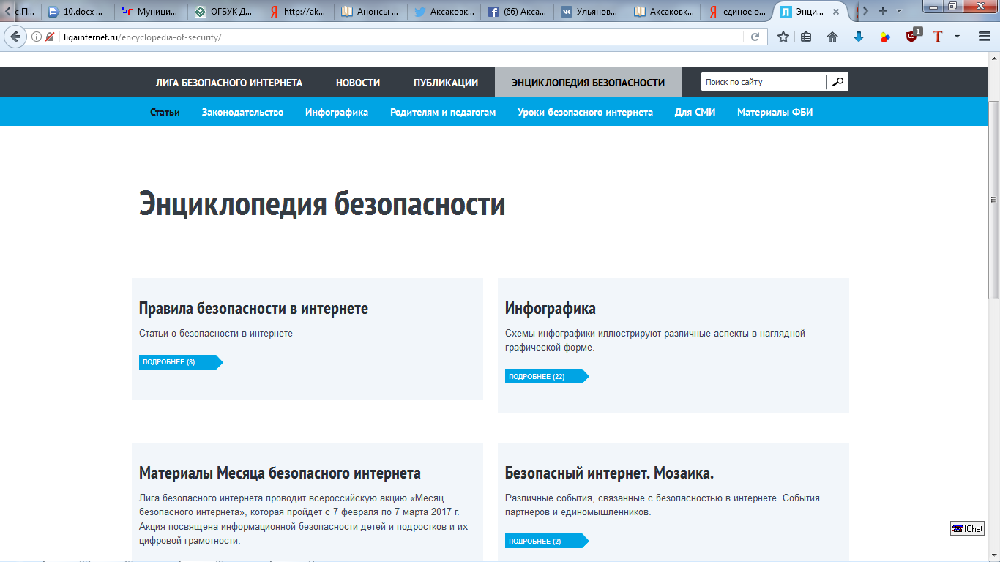 с.П...
10.docx ...
Муници...
ОГБУК Д...
http://ak...
Анонсы ...
Аксаковк...
(66) Акса...
Ульянов...
Аксаковк...
единое о...
Энци...
ligainternet.ru/encyclopedia-of-security/
1
ЛИГА БЕЗОПАСНОГО ИНТЕРНЕТА
НОВОСТИ
ПУБЛИКАЦИИ
ЭНЦИКЛОПЕДИЯ БЕЗОПАСНОСТИ
Поиск по сайту
Статьи
Законодательство
Инфографика
Родителям и педагогам
Уроки безопасного интернета
Для СМИ
Материалы ФБИ
Энциклопедия безопасности
Правила безопасности в интернете
Статьи о безопасности в интернете
ПОДРОБНЕЕ (8)
Инфографика
Схемы инфографики иллюстрируют различные аспекты в наглядной
графической форме.
ПОДРОБНЕЕ (22)
Материалы Месяца безопасного интернета
Лига безопасного интернета проводит всероссийскую акцию «Месяц
безопасного интернета», которая пройдет с 7 февраля по 7 марта 2017 г.
Акция посвящена информационной безопасности детей и подростков и их
цифровой грамотности.
Безопасный интернет. Мозаика.
Различные события, связанные с безопасностью в интернете. События
партнеров и единомышленников.
ПОДРОБНЕЕ (2)
IChat